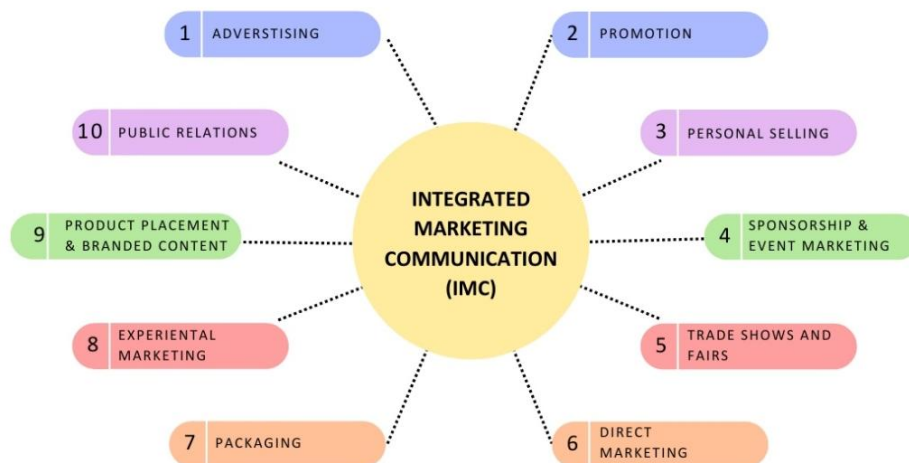 1 ADVERSTISING
2 PROMOTION
10 PUBLIC RELATIONS
3 PERSONAL SELLING
INTEGRATED
MARKETING
COMMUNICATION
(IMC)
9 PRODUCT PLACEMENT
& BRANDED CONTENT
4 SPONSORSHIP &
EVENT MARKETING
8 EXPERIENTAL
MARKETING
5 TRADE SHOWS AND
FAIRS
7 PACKAGING
6 DIRECT
MARKETING